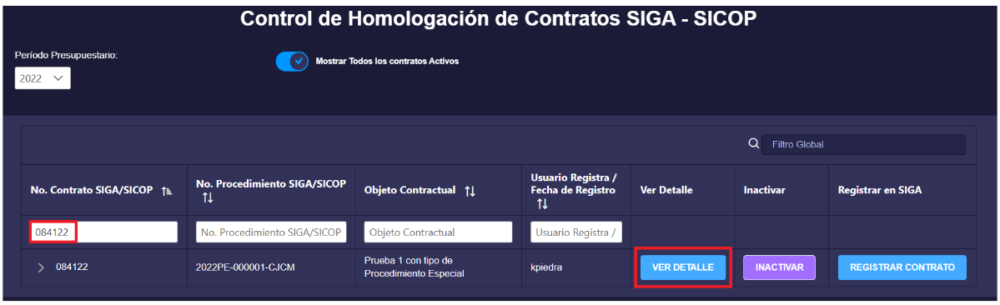 Control de Homologación de Contratos SIGA - SICOP
Período Presupuestario:
2022
Mostrar Todos los contratos Activos
Filtro Global
No. Contrato SIGA/SICOP
No. Procedimiento SIGA/SICOP
Objeto Contractual
Usuario Registra /
Fecha de Registro
Ver Detalle
Inactivar
Registrar en SIGA
084122
No. Procedimiento SIGA/SICOP
Objeto Contractual
Usuario Registra /
084122
2022PE-000001-CJCM
Prueba 1 con tipo de
Procedimiento Especial
kpiedra
VER DETALLE
INACTIVAR
REGISTRAR CONTRATO